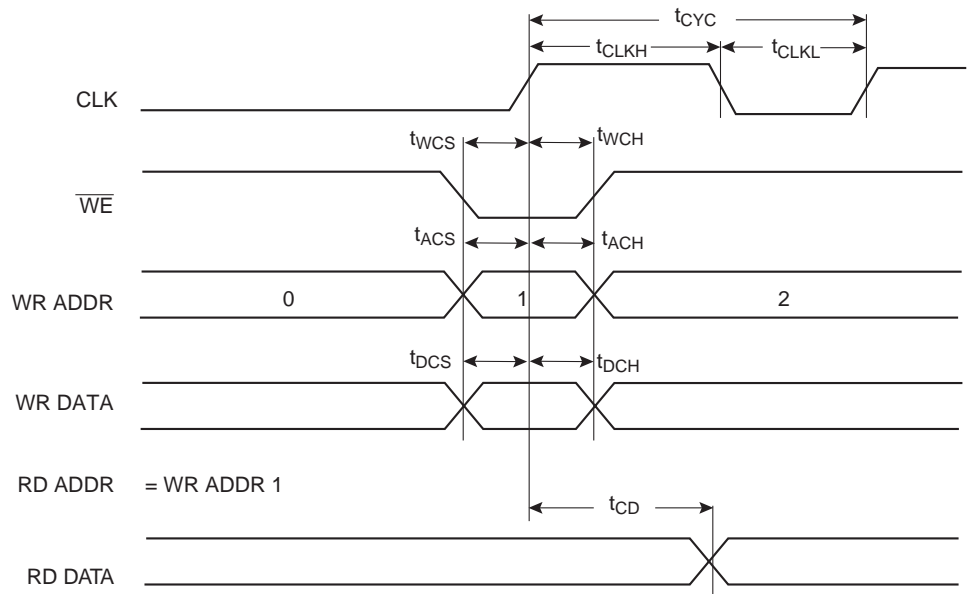 tCYC
tCLKH
tCLKL
CLK
tWCS
tWCH
WE
tACS
tACH
WR ADDR
0
1
2
tDCS
tDCH
WR DATA
RD ADDR = WR ADDR 1
tCD
RD DATA